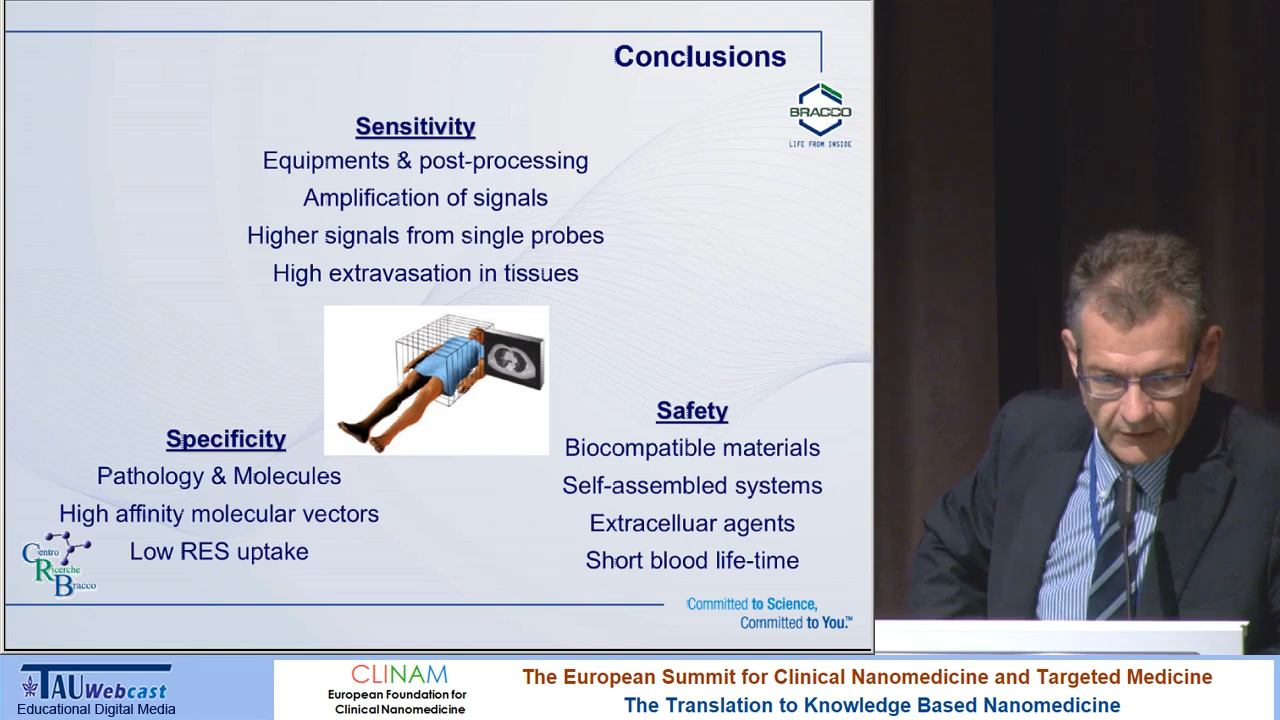 Conclusions
BRACCO
LIFE FROM INSIDE
Sensitivity
Equipments & post-processing
Amplification of signals
Higher signals from single probes
High extravasation in tissues
Specificity
Pathology & Molecules
High affinity molecular vectors
Low RES uptake
Safety
Biocompatible materials
Self-assembled systems
Extracelluar agents
Short blood life-time
Centro
Ricerche
Bracco
Committed to Science,
Committed to You.™
TAU Webcast
Educational Digital Media
CLINAM
European Foundation for
Clinical Nanomedicine
The European Summit for Clinical Nanomedicine and Targeted Medicine
The Translation to Knowledge Based Nanomedicine